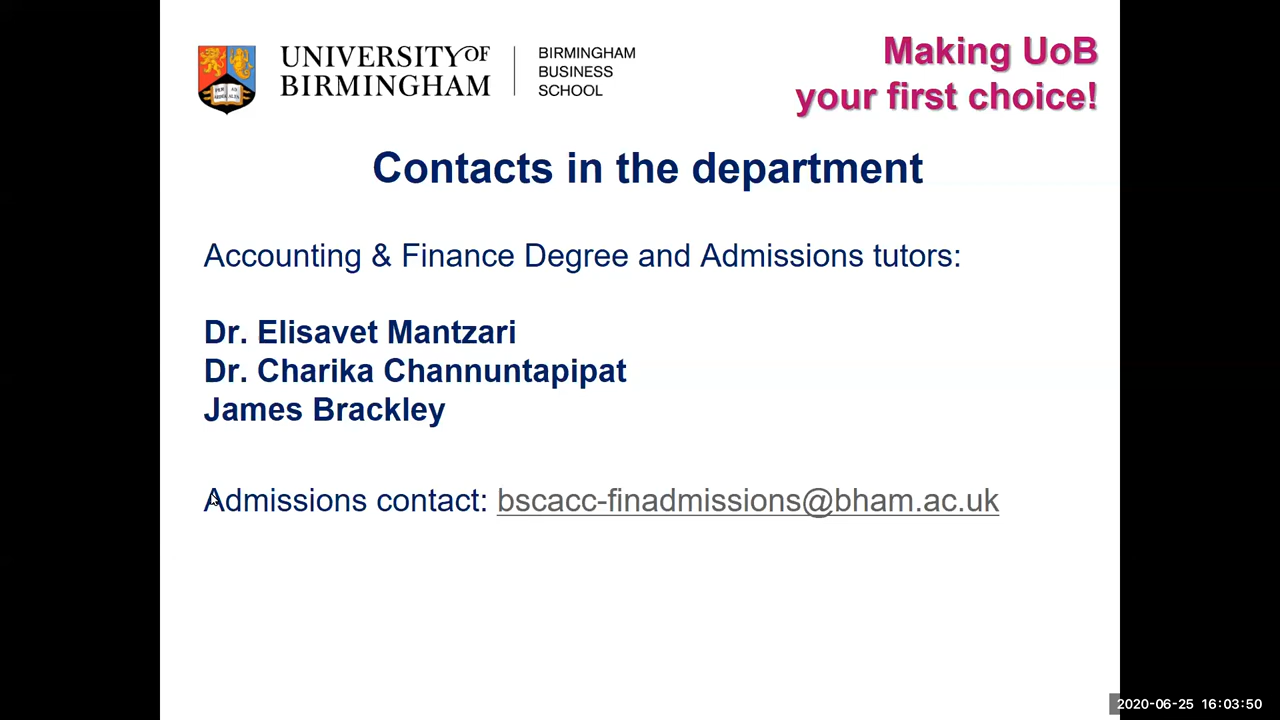 UNIVERSITY OF
BIRMINGHAM
BIRMINGHAM
BUSINESS
SCHOOL
Making UoB
your first choice!
Contacts in the department
Accounting & Finance Degree and Admissions tutors:
Dr. Elisavet Mantzari
Dr. Charika Channuntapipat
James Brackley
Admissions contact: bscacc-finadmissions@bham.ac.uk
2020-06-25 16:03:50